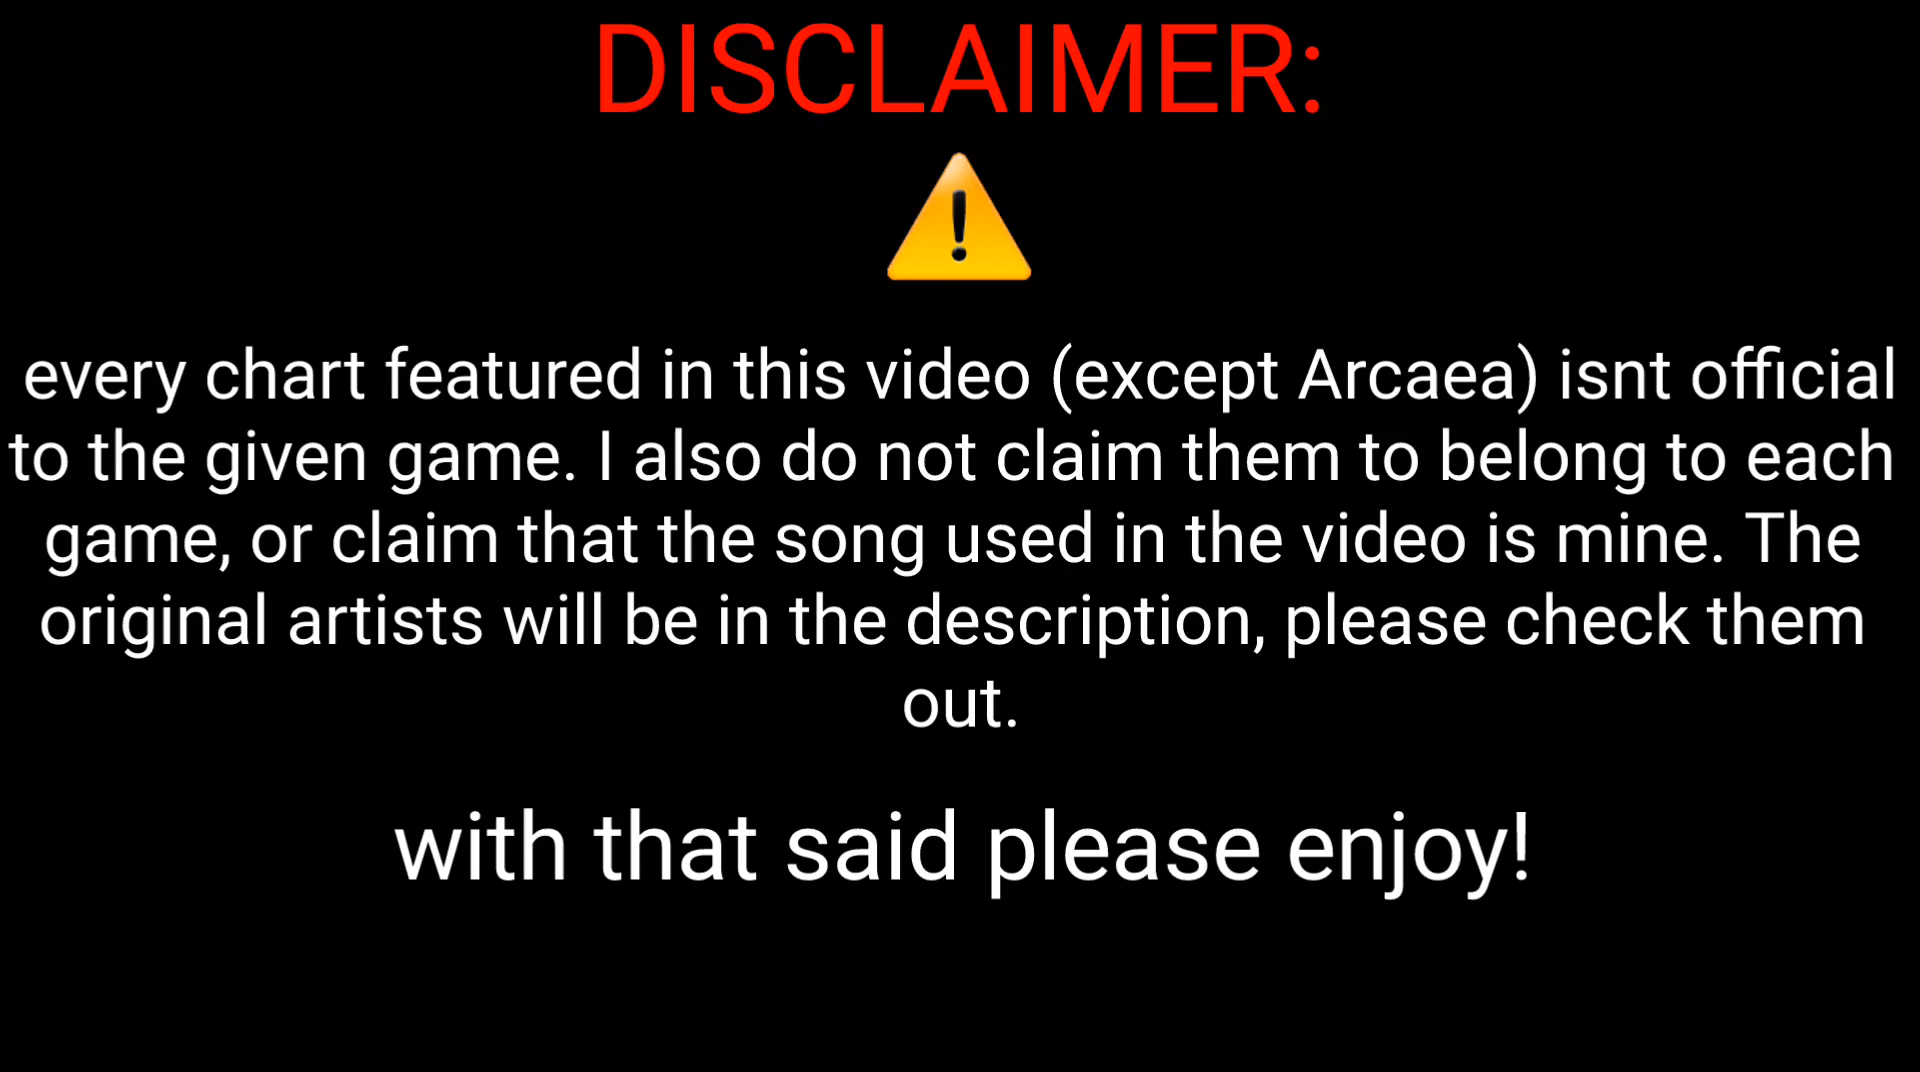 DISCLAIMER:
every chart featured in this video (except Arcaea) isnt official
to the given game. I also do not claim them to belong to each
game, or claim that the song used in the video is mine. The
original artists will be in the description, please check them
out.
with that said please enjoy!